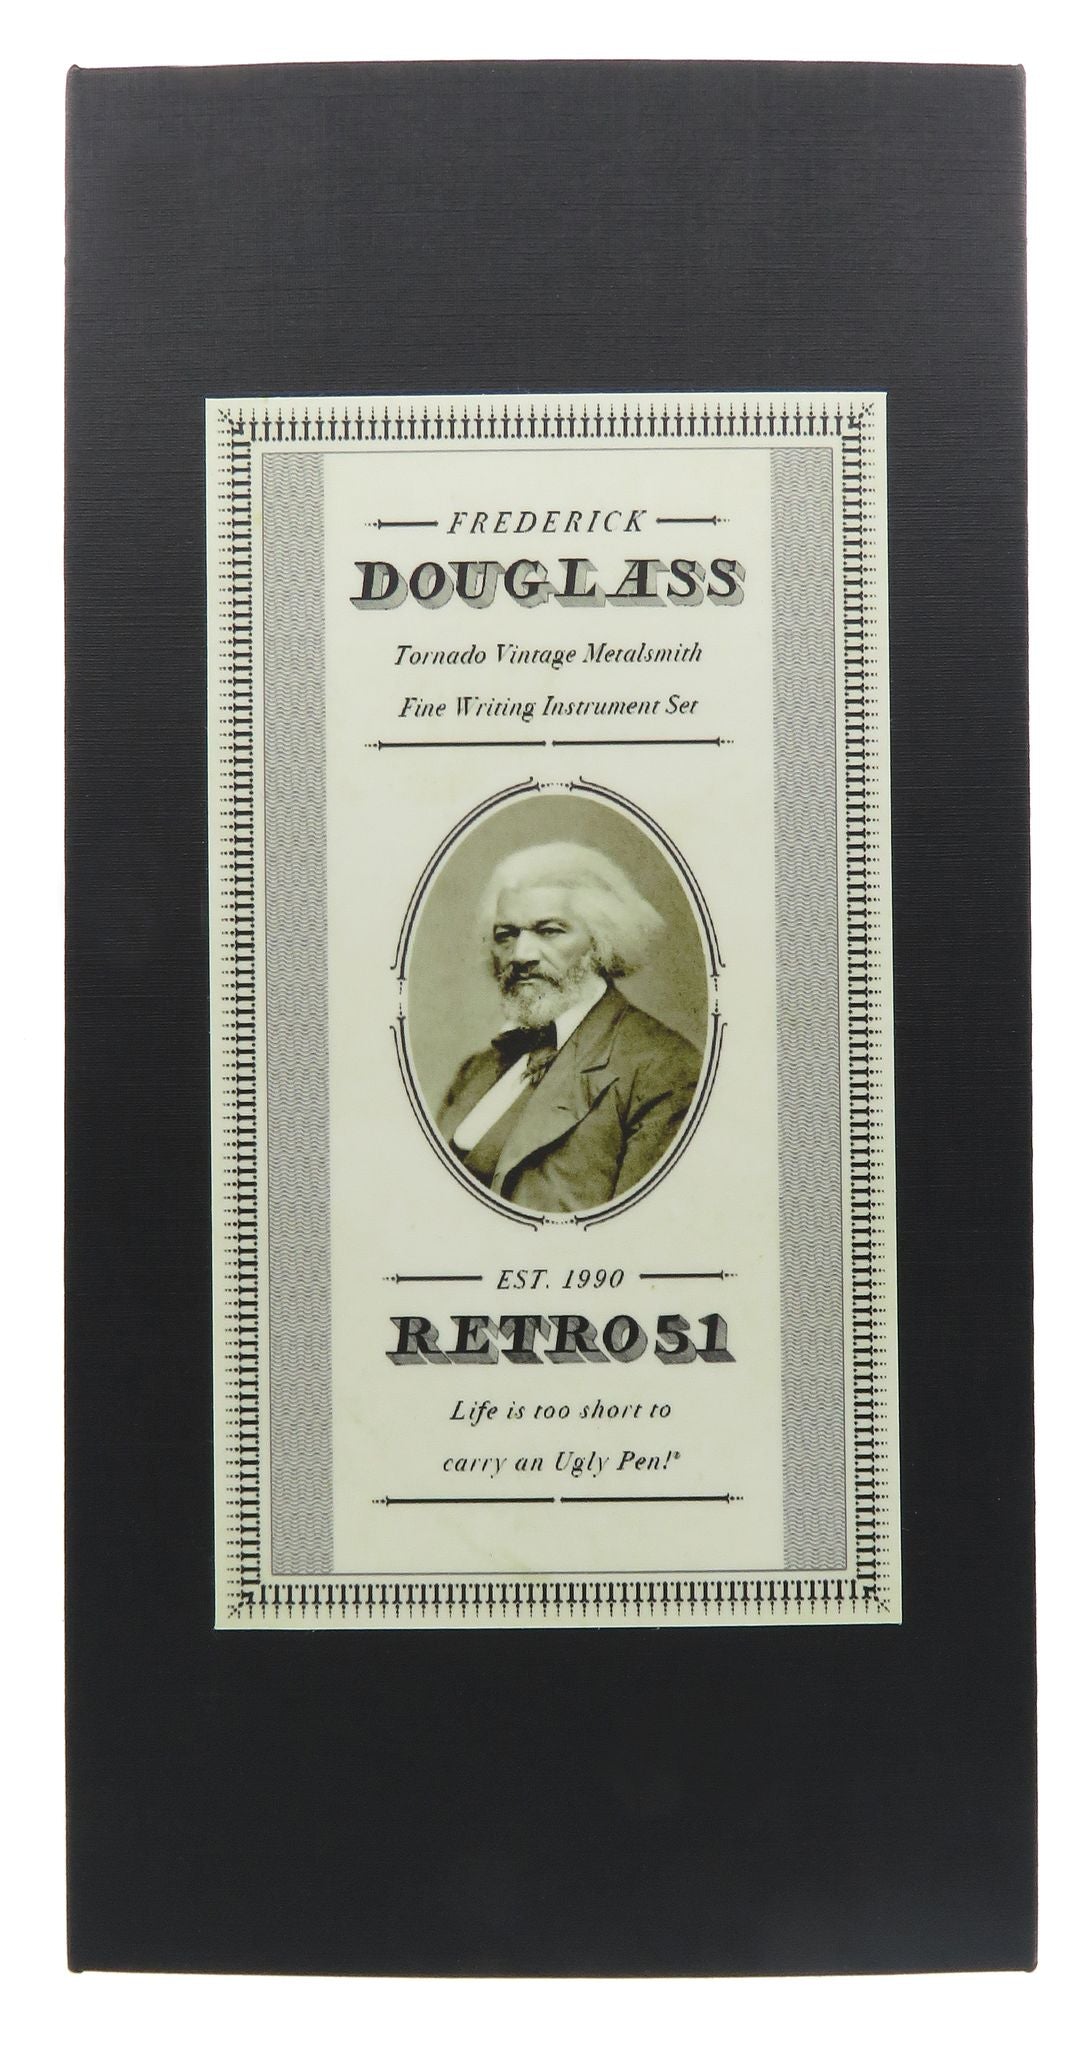 FREDERICK
DOUGLASS
Tornado Vintage Metalsmith
Fine Writing Instrument Set
EST. 1990
RETRO 51
Life is too short to
carry an Ugly Pen!®